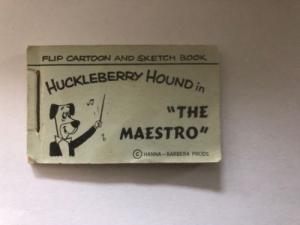 FLIP CARTOON AND SKETCH BOOK
HUCKLEBERRY HOUND in
"THE
MAESTRO"
© HANNA-BARBERA PRODS.